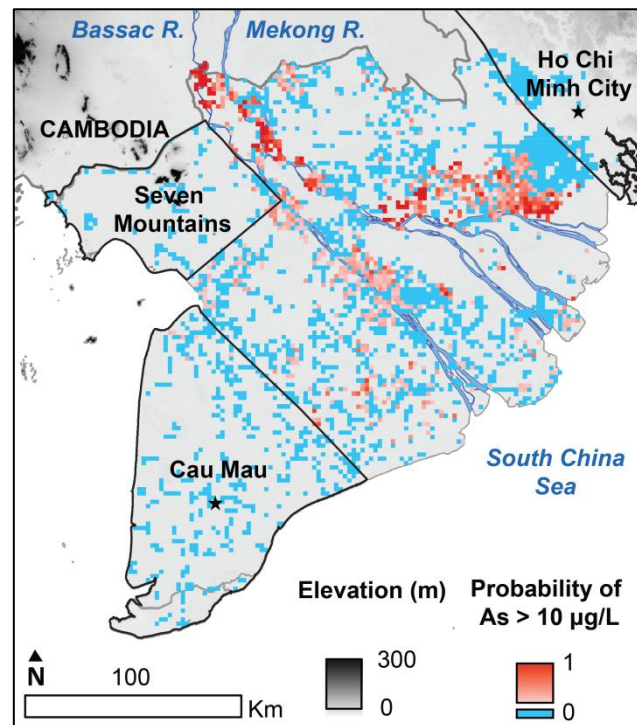 Bassac R.
Mekong R.
Ho Chi
Minh City
CAMBODIA
Seven
Mountains
Cau Mau
South China
Sea
Elevation (m)
Probability of
As > 10 µg/L
N
100
Km
300
0
1
0